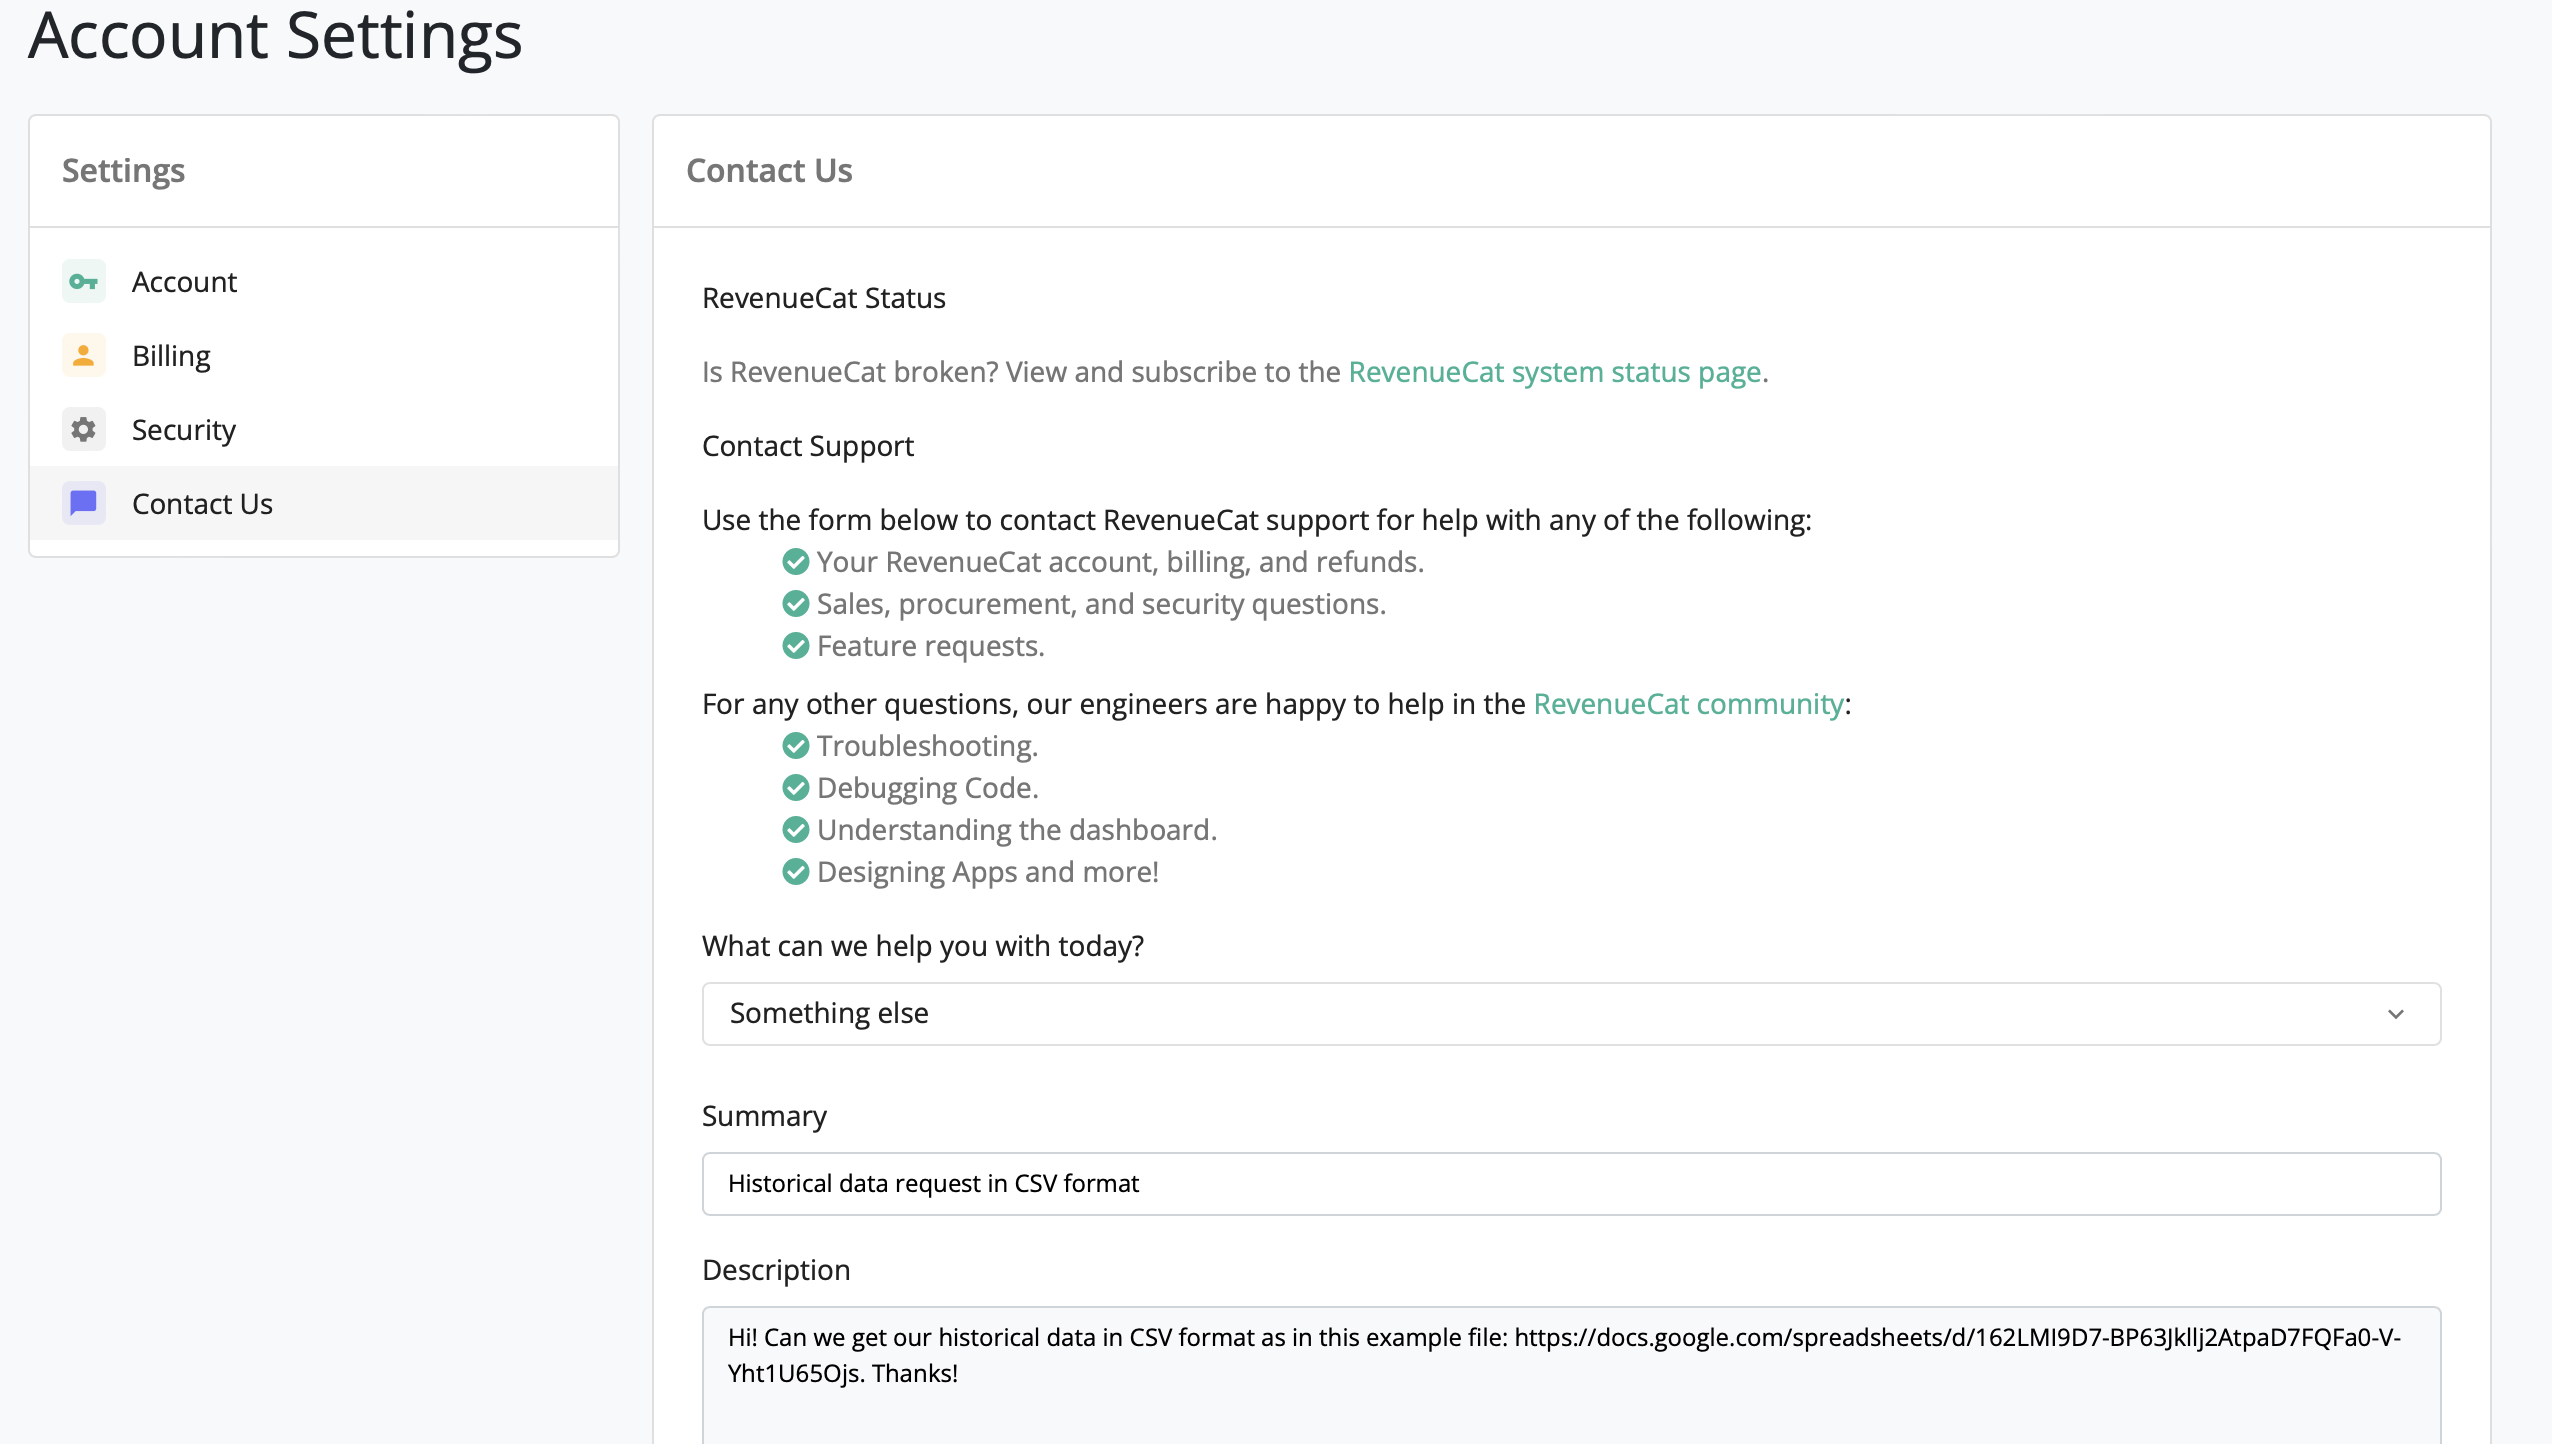 Account Settings
Settings
Account
Billing
Security
Contact Us
Contact Us
RevenueCat Status
Is RevenueCat broken? View and subscribe to the RevenueCat system status page.
Contact Support
Use the form below to contact RevenueCat support for help with any of the following:
Your RevenueCat account, billing, and refunds.
Sales, procurement, and security questions.
Feature requests.
For any other questions, our engineers are happy to help in the RevenueCat community:
Troubleshooting.
Debugging Code.
Understanding the dashboard.
Designing Apps and more!
What can we help you with today?
Something else
Summary
Historical data request in CSV format
Description
Hi! Can we get our historical data in CSV format as in this example file: https://docs.google.com/spreadsheets/d/162LMI9D7-BP63Jkllj2AtpaD7FQFa0-V-
Yht1U65Ojs. Thanks!